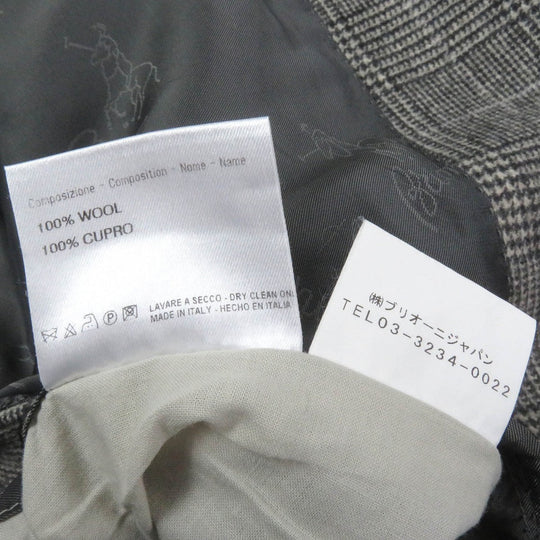 Composizione - Composition - Nome - Name
100% WOOL
100% CUPRO
LAVARE A SECCO - DRY CLEAN ONL
MADE IN ITALY - HECHO EN ITALIA
㈱ブリオーニジャパン
TEL03-3234-0022